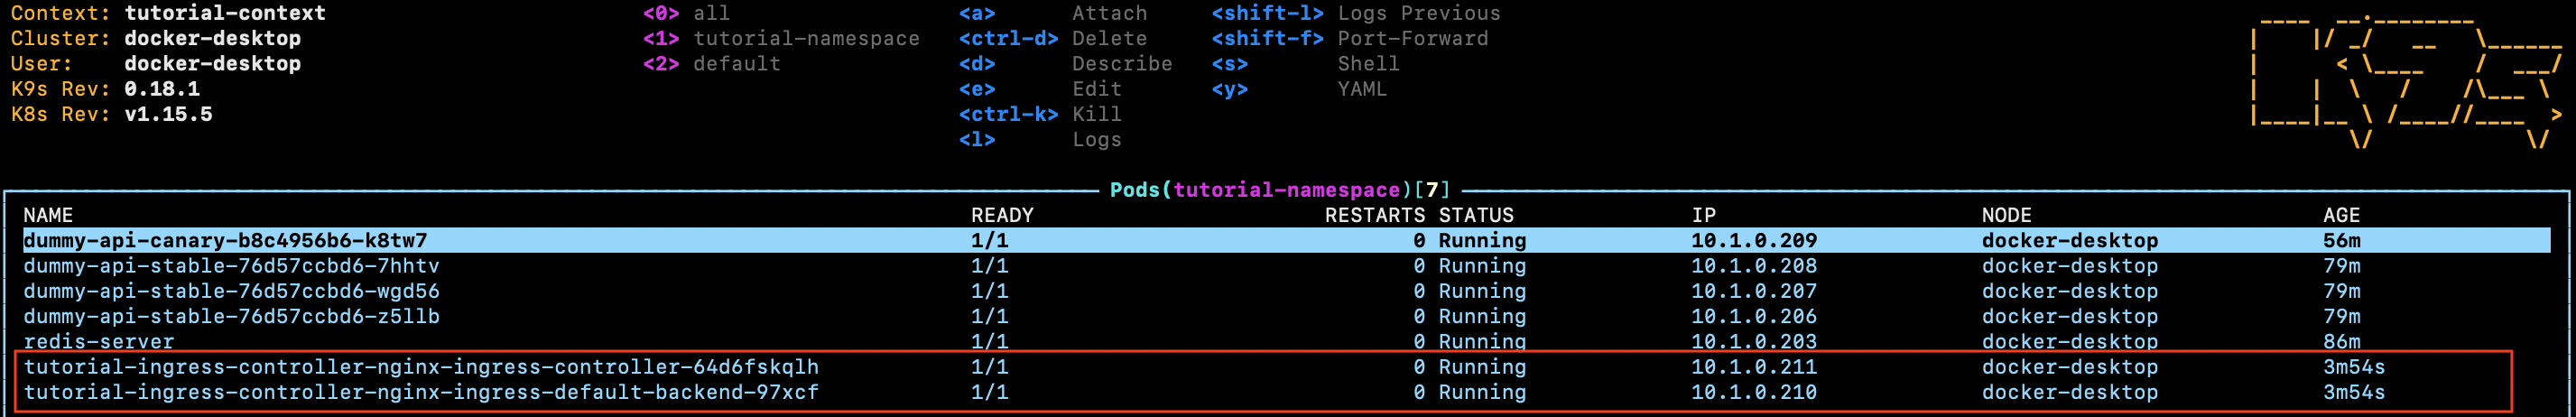 Context: tutorial-context <0> all <a> Attach <shift-l> Logs Previous
Cluster: docker-desktop <1> tutorial-namespace <ctrl-d> Delete <shift-f> Port-Forward
User: docker-desktop <2> default <d> Describe <s> Shell
K9s Rev: 0.18.1 <e> Edit <y> YAML
K8s Rev: v1.15.5 <ctrl-k> Kill
<l> Logs
Pods(tutorial-namespace)[7]
NAME READY RESTARTS STATUS IP NODE AGE
dummy-api-canary-b8c4956b6-k8tw7 1/1 0 Running 10.1.0.209 docker-desktop 56m
dummy-api-stable-76d57ccbd6-7hhtv 1/1 0 Running 10.1.0.208 docker-desktop 79m
dummy-api-stable-76d57ccbd6-wgd56 1/1 0 Running 10.1.0.207 docker-desktop 79m
dummy-api-stable-76d57ccbd6-z5llb 1/1 0 Running 10.1.0.206 docker-desktop 79m
redis-server 1/1 0 Running 10.1.0.203 docker-desktop 86m
tutorial-ingress-controller-nginx-ingress-controller-64d6fskqlh 1/1 0 Running 10.1.0.211 docker-desktop 3m54s
tutorial-ingress-controller-nginx-ingress-default-backend-97xcf 1/1 0 Running 10.1.0.210 docker-desktop 3m54s